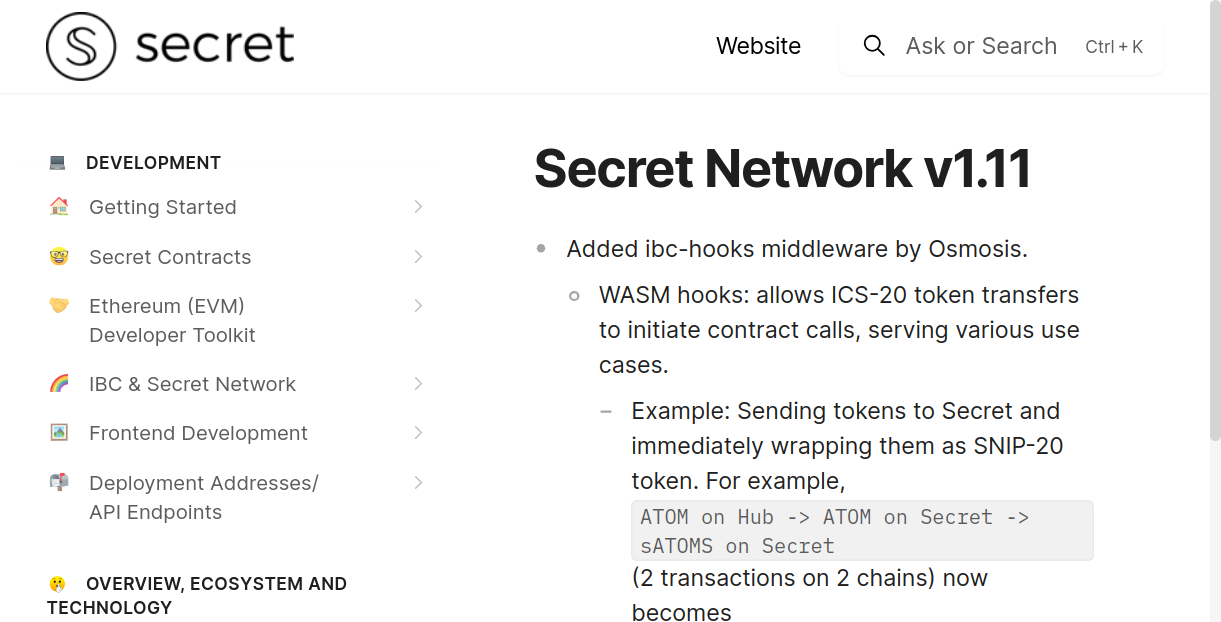 secret
Website
Ask or Search
Ctrl + K
DEVELOPMENT
Getting Started
Secret Contracts
Ethereum (EVM)
Developer Toolkit
IBC & Secret Network
Frontend Development
Deployment Addresses/
API Endpoints
OVERVIEW, ECOSYSTEM AND
TECHNOLOGY
Secret Network v1.11
Added ibc-hooks middleware by Osmosis.
WASM hooks: allows ICS-20 token transfers
to initiate contract calls, serving various use
cases.
Example: Sending tokens to Secret and
immediately wrapping them as SNIP-20
token. For example,
ATOM on Hub -> ATOM on Secret ->
sATOMS on Secret
(2 transactions on 2 chains) now
becomes